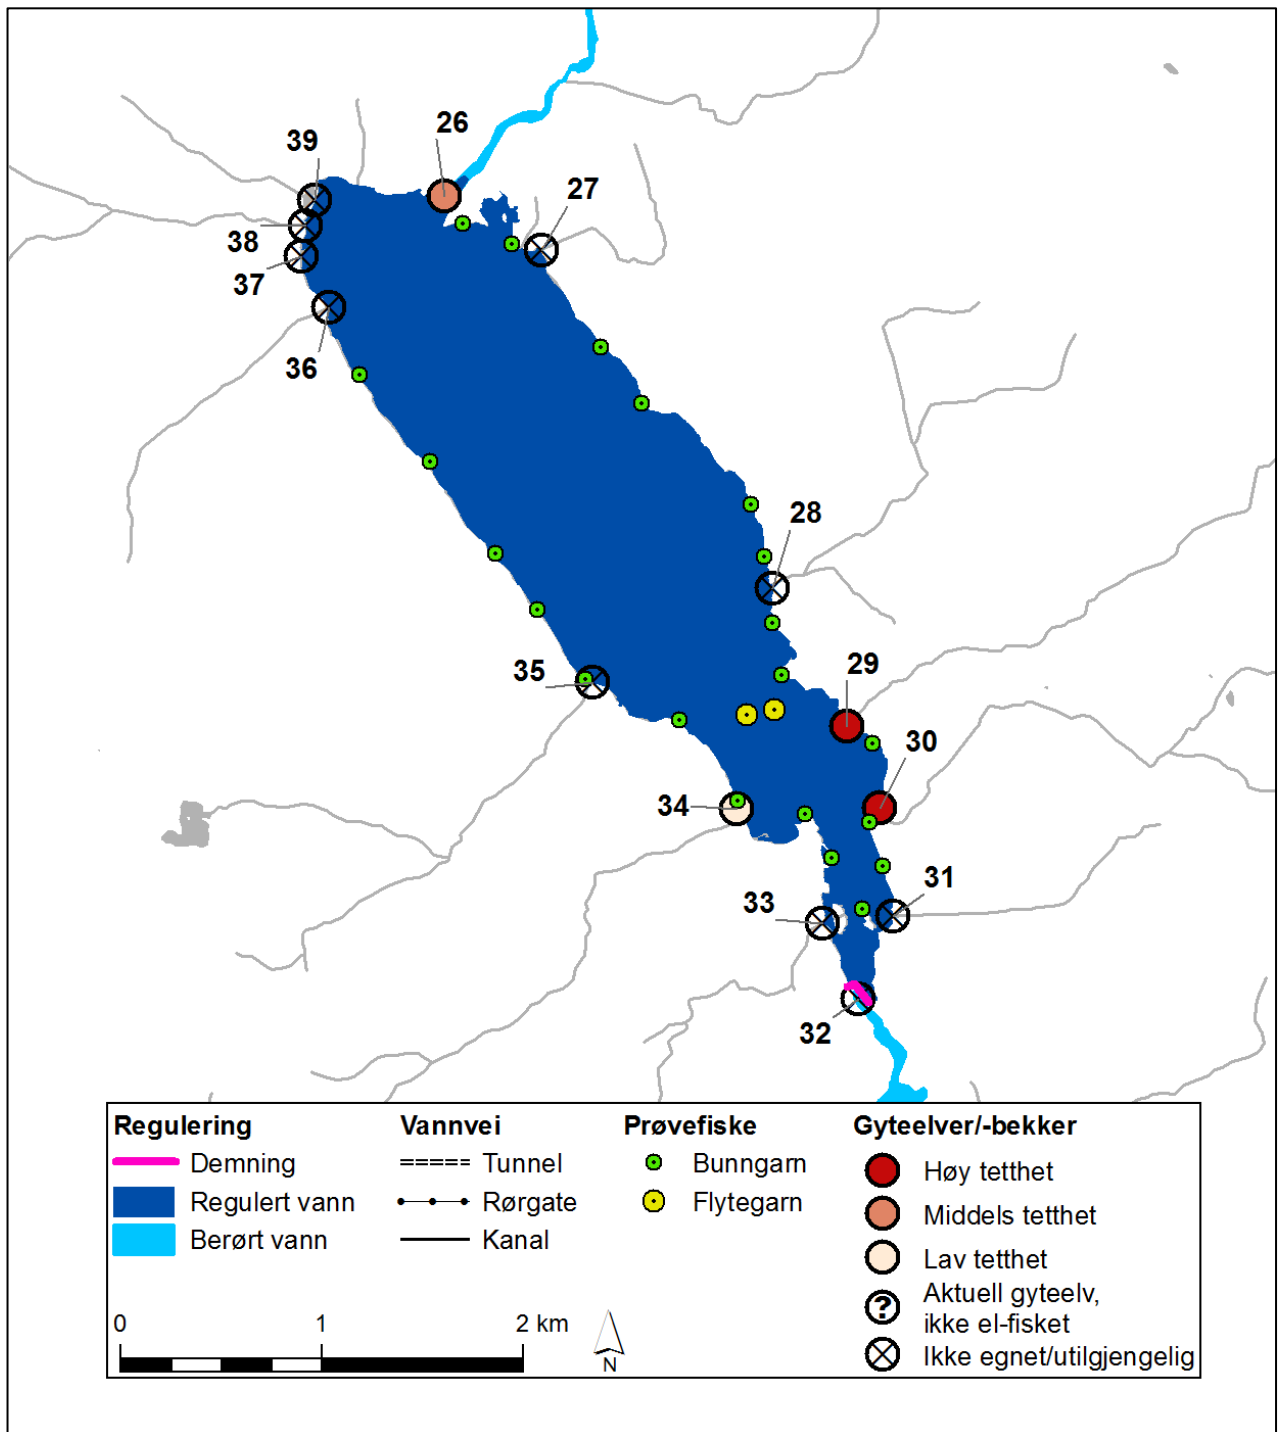 26
39
27
38
37
36
28
35
29
30
34
31
33
32
Regulering
Demning
Regulert vann
Berørt vann
Vannvei
Tunnel
Rørgate
Kanal
Prøvefiske
Bunngarn
Flytegarn
Gyteelver/-bekker
Høy tetthet
Middels tetthet
Lav tetthet
?
Aktuell gyteelv,
ikke el-fisket
Ikke egnet/utilgjengelig
0 1 2 km
N